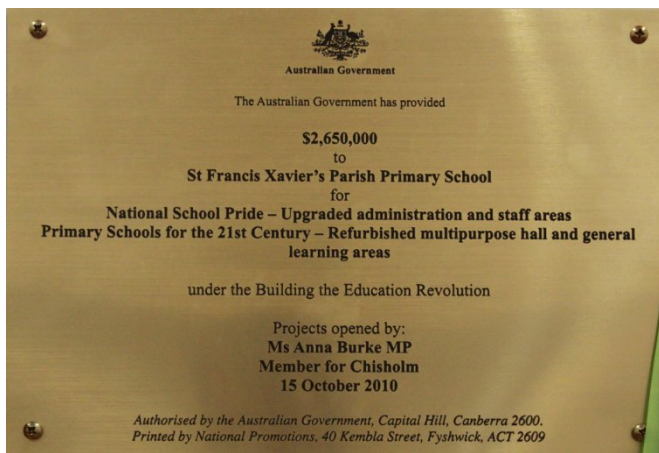 Australian Government
The Australian Government has provided
$2,650,000
to
St Francis Xavier's Parish Primary School
for
National School Pride – Upgraded administration and staff areas
Primary Schools for the 21st Century – Refurbished multipurpose hall and general
learning areas
under the Building the Education Revolution
Projects opened by:
Ms Anna Burke MP
Member for Chisholm
15 October 2010
Authorised by the Australian Government, Capital Hill, Canberra 2600.
Printed by National Promotions, 40 Kembla Street, Fyshwick, ACT 2609